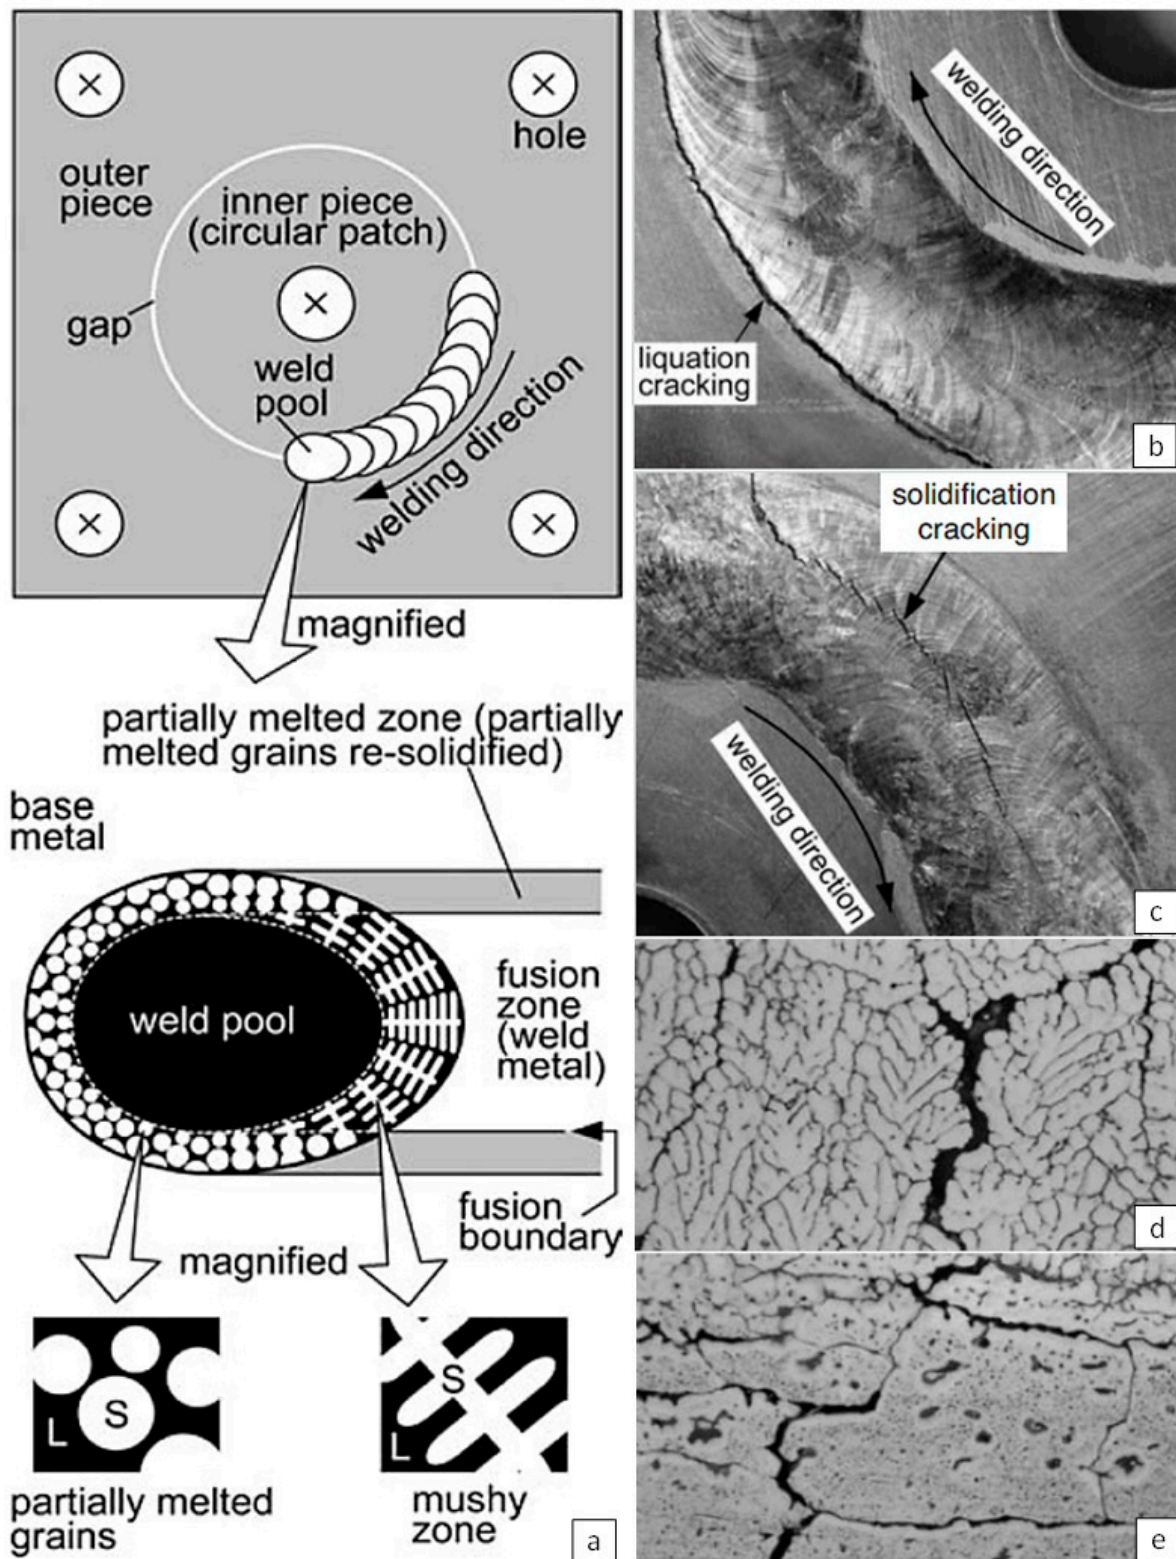 hole
outer
piece
inner piece
(circular patch)
gap
weld
pool
welding direction
magnified
partially melted zone (partially
melted grains re-solidified)
base
metal
weld pool
fusion
zone
(weld
metal)
fusion
boundary
magnified
S
L
S
L
partially melted
grains
mushy
zone
a
welding direction
liquation
cracking
b
solidification
cracking
welding direction
c
d
e